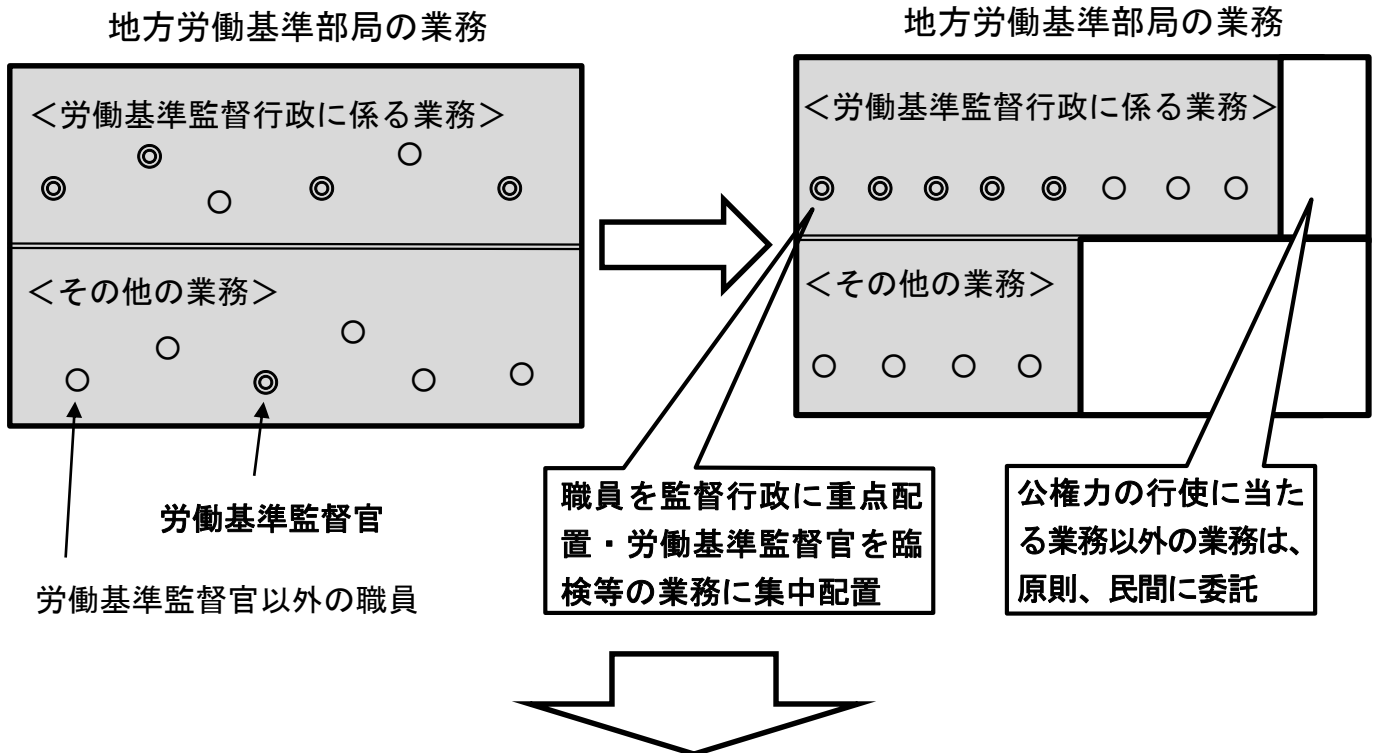 地方労働基準部局の業務
＜労働基準監督行政に係る業務＞
＜その他の業務＞
労働基準監督官
労働基準監督官以外の職員
地方労働基準部局の業務
＜労働基準監督行政に係る業務＞
＜その他の業務＞
職員を監督行政に重点配
置・労働基準監督官を臨
検等の業務に集中配置
公権力の行使に当た
る業務以外の業務は、
原則、民間に委託